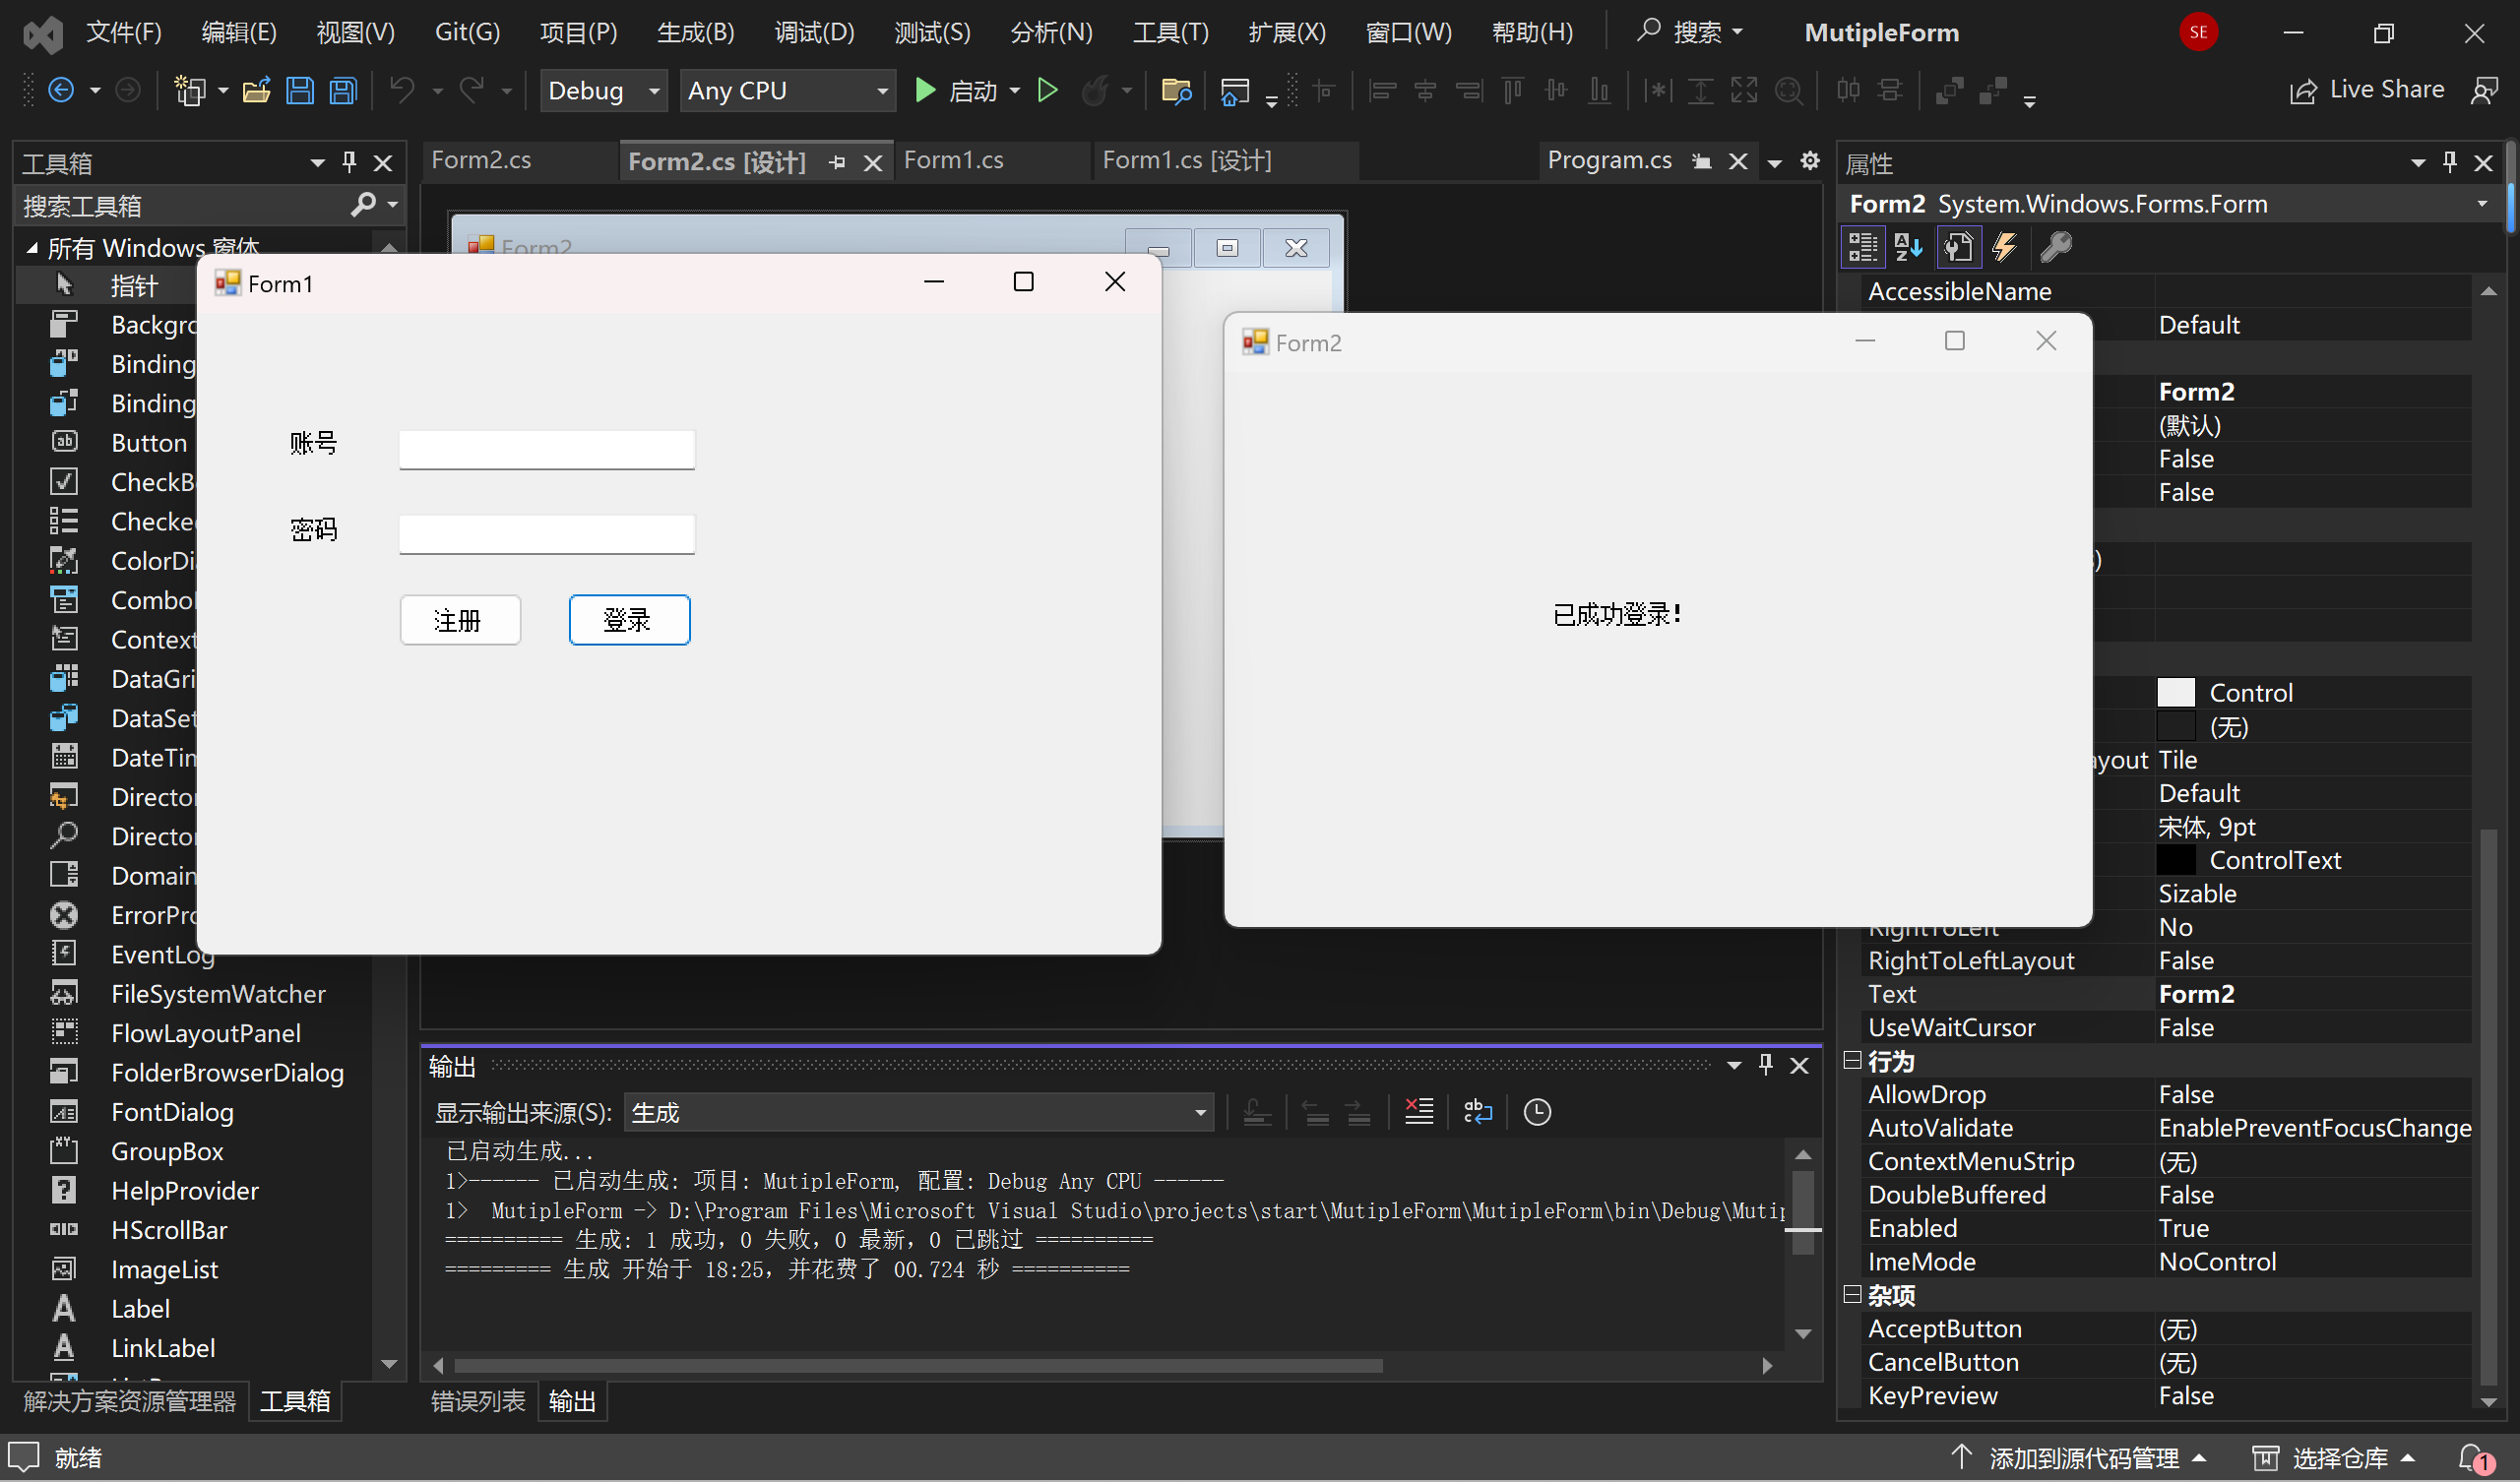 文件(F) 编辑(E) 视图(V) Git(G) 项目(P) 生成(B) 调试(D) 测试(S) 分析(N) 工具(T) 扩展(X) 窗口(W) 帮助(H) 搜索 MutipleForm SE
Debug Any CPU 启动 Live Share
工具箱
搜索工具箱
所有 Windows 窗体
指针
Backgro
Binding
Binding
Button
CheckB
Checke
ColorDi
Combo
Context
DataGri
DataSet
DateTim
Director
Director
Domain
ErrorPro
EventLog
FileSystemWatcher
FlowLayoutPanel
FolderBrowserDialog
FontDialog
GroupBox
HelpProvider
HScrollBar
ImageList
Label
LinkLabel
解决方案资源管理器 工具箱
Form2.cs Form2.cs [设计] Form1.cs Form1.cs [设计] Program.cs
Form2
Form1
账号
密码
注册 登录
Form2
已成功登录!
输出
显示输出来源(S): 生成
已启动生成...
1>------ 已启动生成: 项目: MutipleForm, 配置: Debug Any CPU ------
1>  MutipleForm -> D:\Program Files\Microsoft Visual Studio\projects\start\MutipleForm\MutipleForm\bin\Debug\Mutip
========== 生成: 1 成功，0 失败，0 最新，0 已跳过 ==========
========= 生成 开始于 18:25，并花费了 00.724 秒 ==========
错误列表 输出
属性
Form2 System.Windows.Forms.Form
AccessibleName
Default
Form2
(默认)
False
False
)
Control
(无)
ayout Tile
Default
宋体, 9pt
ControlText
Sizable
RightToLeft No
RightToLeftLayout False
Text Form2
UseWaitCursor False
行为
AllowDrop False
AutoValidate EnablePreventFocusChange
ContextMenuStrip (无)
DoubleBuffered False
Enabled True
ImeMode NoControl
杂项
AcceptButton (无)
CancelButton (无)
KeyPreview False
就绪 添加到源代码管理 选择仓库 1